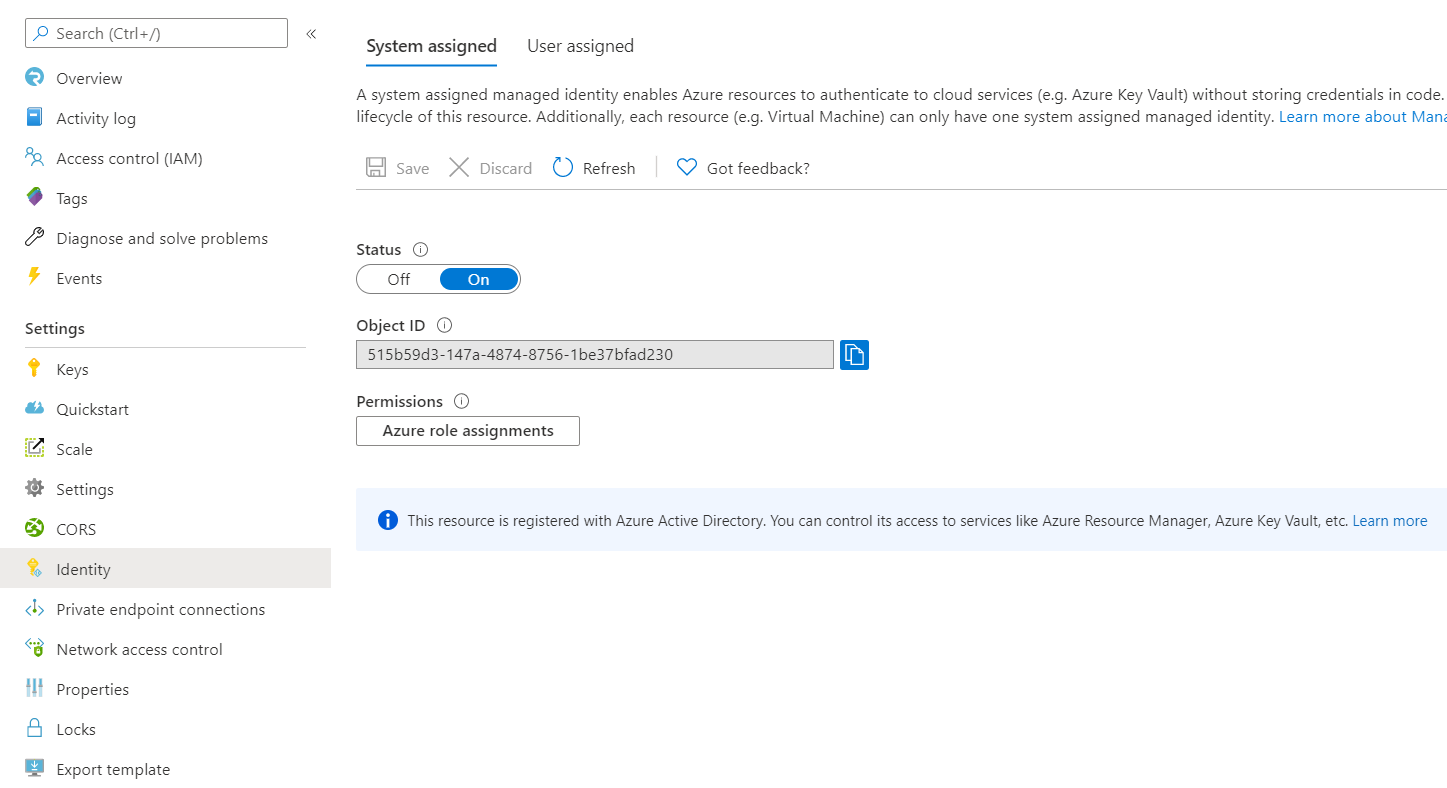 Search (Ctrl+/)
«
Overview
Activity log
Access control (IAM)
Tags
Diagnose and solve problems
Events
Settings
Keys
Quickstart
Scale
Settings
CORS
Identity
Private endpoint connections
Network access control
Properties
Locks
Export template
System assigned User assigned
A system assigned managed identity enables Azure resources to authenticate to cloud services (e.g. Azure Key Vault) without storing credentials in code.
lifecycle of this resource. Additionally, each resource (e.g. Virtual Machine) can only have one system assigned managed identity. Learn more about Mana
Save Discard Refresh Got feedback?
Status
Off On
Object ID
515b59d3-147a-4874-8756-1be37bfad230
Permissions
Azure role assignments
This resource is registered with Azure Active Directory. You can control its access to services like Azure Resource Manager, Azure Key Vault, etc. Learn more